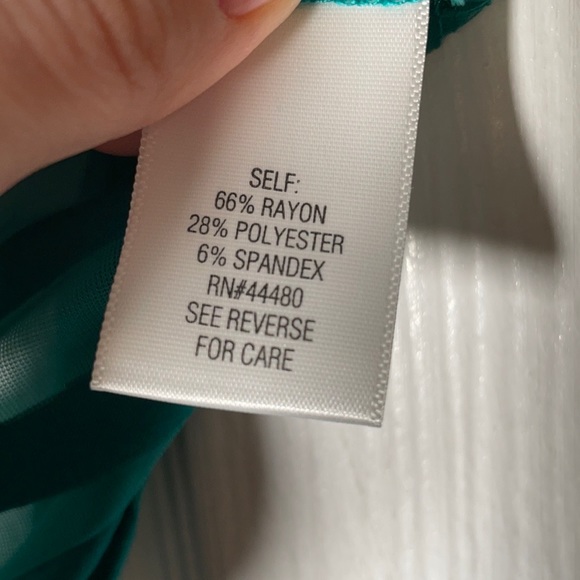 SELF:
66% RAYON
28% POLYESTER
6% SPANDEX
RN#44480
SEE REVERSE
FOR CARE